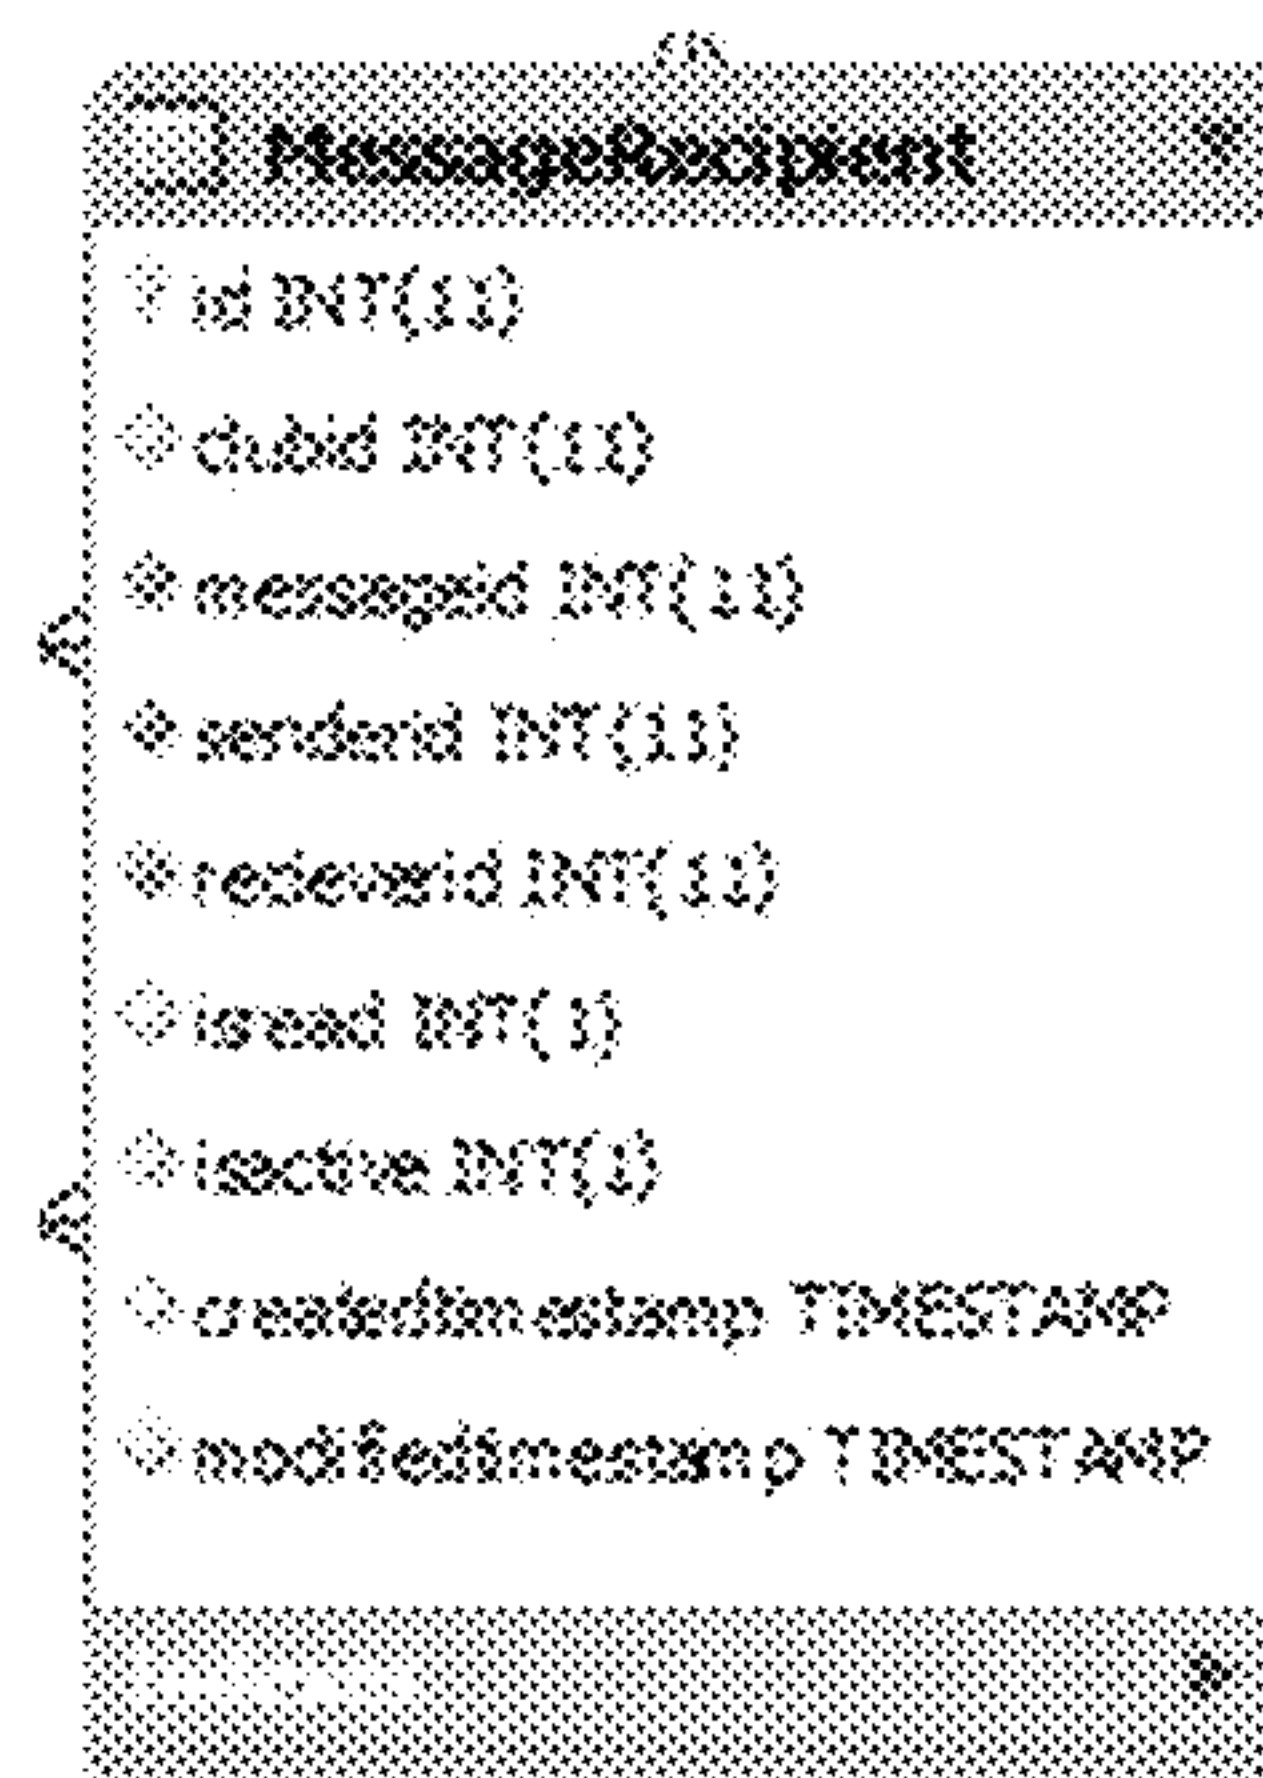 MessageRecipient
id INT(11)
clubid INT(11)
messageid INT(11)
senderid INT(11)
recieverid INT(11)
isread INT(1)
isactive INT(1)
createdtimestamp TIMESTAMP
modifiedtimestamp TIMESTAMP